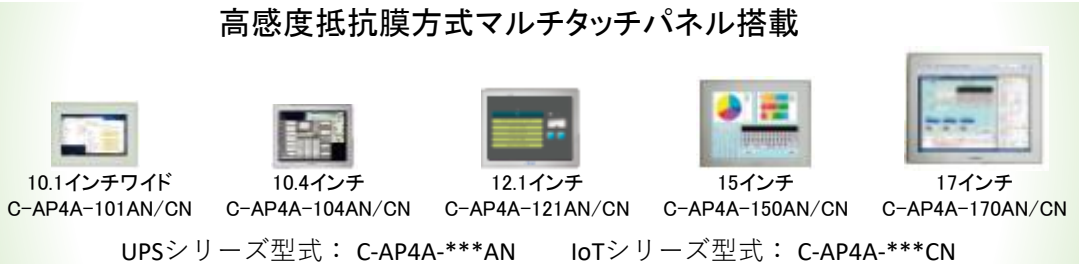 高感度抵抗膜方式マルチタッチパネル搭載
10.1インチワイド
C-AP4A-101AN/CN
10.4インチ
C-AP4A-104AN/CN
12.1インチ
C-AP4A-121AN/CN
15インチ
C-AP4A-150AN/CN
17インチ
C-AP4A-170AN/CN
UPSシリーズ型式： C-AP4A-***AN IoTシリーズ型式： C-AP4A-***CN